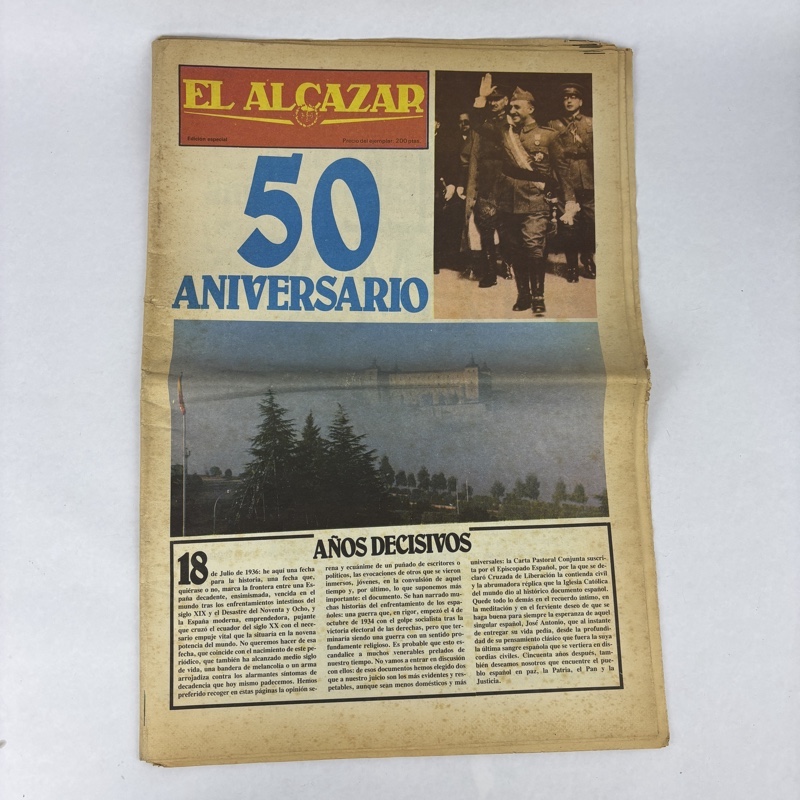 EL ALCAZAR
Edición especial
Precio del ejemplar 200 ptas.
50
ANIVERSARIO
AÑOS DECISIVOS
18 de Julio de 1936: he aquí una fecha
para la historia, una fecha que,
quiérase o no, marca la frontera entre una Es-
paña decadente, ensimismada, vencida en el
mundo tras los enfrentamientos intestinos del
siglo XIX y el Desastre del Noventa y Ocho, y
la España moderna, emprendedora, pujante
que cruzó el ecuador del siglo XX con el nece-
sario empuje vital que la situaría en la novena
potencia del mundo. No queremos hacer de esa
fecha, que coincide con el nacimiento de este pe-
riódico, que también ha alcanzado medio siglo
de vida, una bandera de melancolía o un arma
arrojadiza contra los alarmantes síntomas de
decadencia que hoy mismo padecemos. Hemos
preferido recoger en estas páginas la opinión se-
rena y ecuánime de un puñado de escritores o
políticos, las evocaciones de otros que se vieron
inmersos, jóvenes, en la convulsión de aquel
tiempo y, por último, lo que suponemos más
importante: el documento. Se han narrado mu-
chas historias del enfrentamiento de los espa-
ñoles: una guerra que, en rigor, empezó el 4 de
octubre de 1934 con el golpe socialista tras la
victoria electoral de las derechas, pero que ter-
minaría siendo una guerra con un sentido pro-
fundamente religioso. Es probable que esto es-
candalice a muchos venerables prelados de
nuestro tiempo. No vamos a entrar en discusión
con ellos: de esos documentos hemos elegido dos
que a nuestro juicio son los más evidentes y res-
petables, aunque sean menos domésticos y más
universales: la Carta Pastoral Conjunta suscri-
ta por el Episcopado Español, por la que se de-
claró Cruzada de Liberación la contienda civil
y la abrumadora réplica que la Iglesia Católica
del mundo dio al histórico documento español.
Quede todo lo demás en el recuerdo íntimo, en
la meditación y en el ferviente deseo de que se
haga buena para siempre la esperanza de aquel
singular español, José Antonio, que al instante
de entregar su vida pedía, desde la profundi-
dad de su pensamiento clásico que fuera la suya
la última sangre española que se vertiera en dis-
cordias civiles. Cincuenta años después, tam-
bién deseamos nosotros que encuentre el pue-
blo español en paz, la Patria, el Pan y la
Justicia.